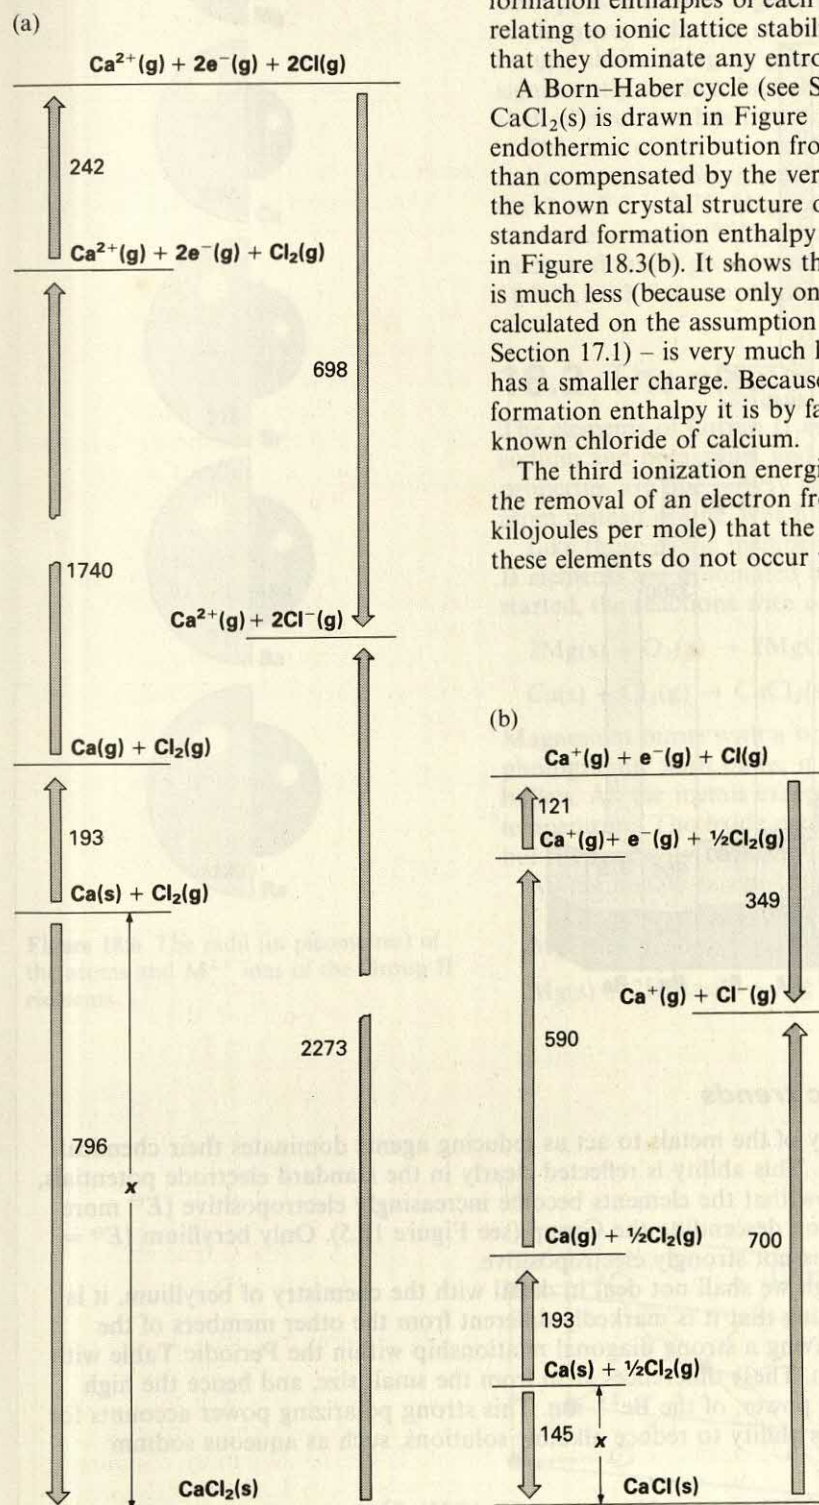 (a)
Ca²⁺(g) + 2e⁻(g) + 2Cl(g)
242
Ca²⁺(g) + 2e⁻(g) + Cl₂(g)
698
1740
Ca²⁺(g) + 2Cl⁻(g)
Ca(g) + Cl₂(g)
193
Ca(s) + Cl₂(g)
2273
796
x
CaCl₂(s)
formation enthalpies of each
relating to ionic lattice stabil
that they dominate any entro
A Born–Haber cycle (see S
CaCl₂(s) is drawn in Figure
endothermic contribution fro
than compensated by the ver
the known crystal structure o
standard formation enthalpy
in Figure 18.3(b). It shows th
is much less (because only on
calculated on the assumption
Section 17.1) – is very much l
has a smaller charge. Because
formation enthalpy it is by fa
known chloride of calcium.
The third ionization energi
the removal of an electron fr
kilojoules per mole) that the
these elements do not occur
(b)
Ca⁺(g) + e⁻(g) + Cl(g)
121
Ca⁺(g)+ e⁻(g) + ½Cl₂(g)
349
Ca⁺(g) + Cl⁻(g)
590
Ca(g) + ½Cl₂(g)
700
193
Ca(s) + ½Cl₂(g)
145
x
CaCl(s)